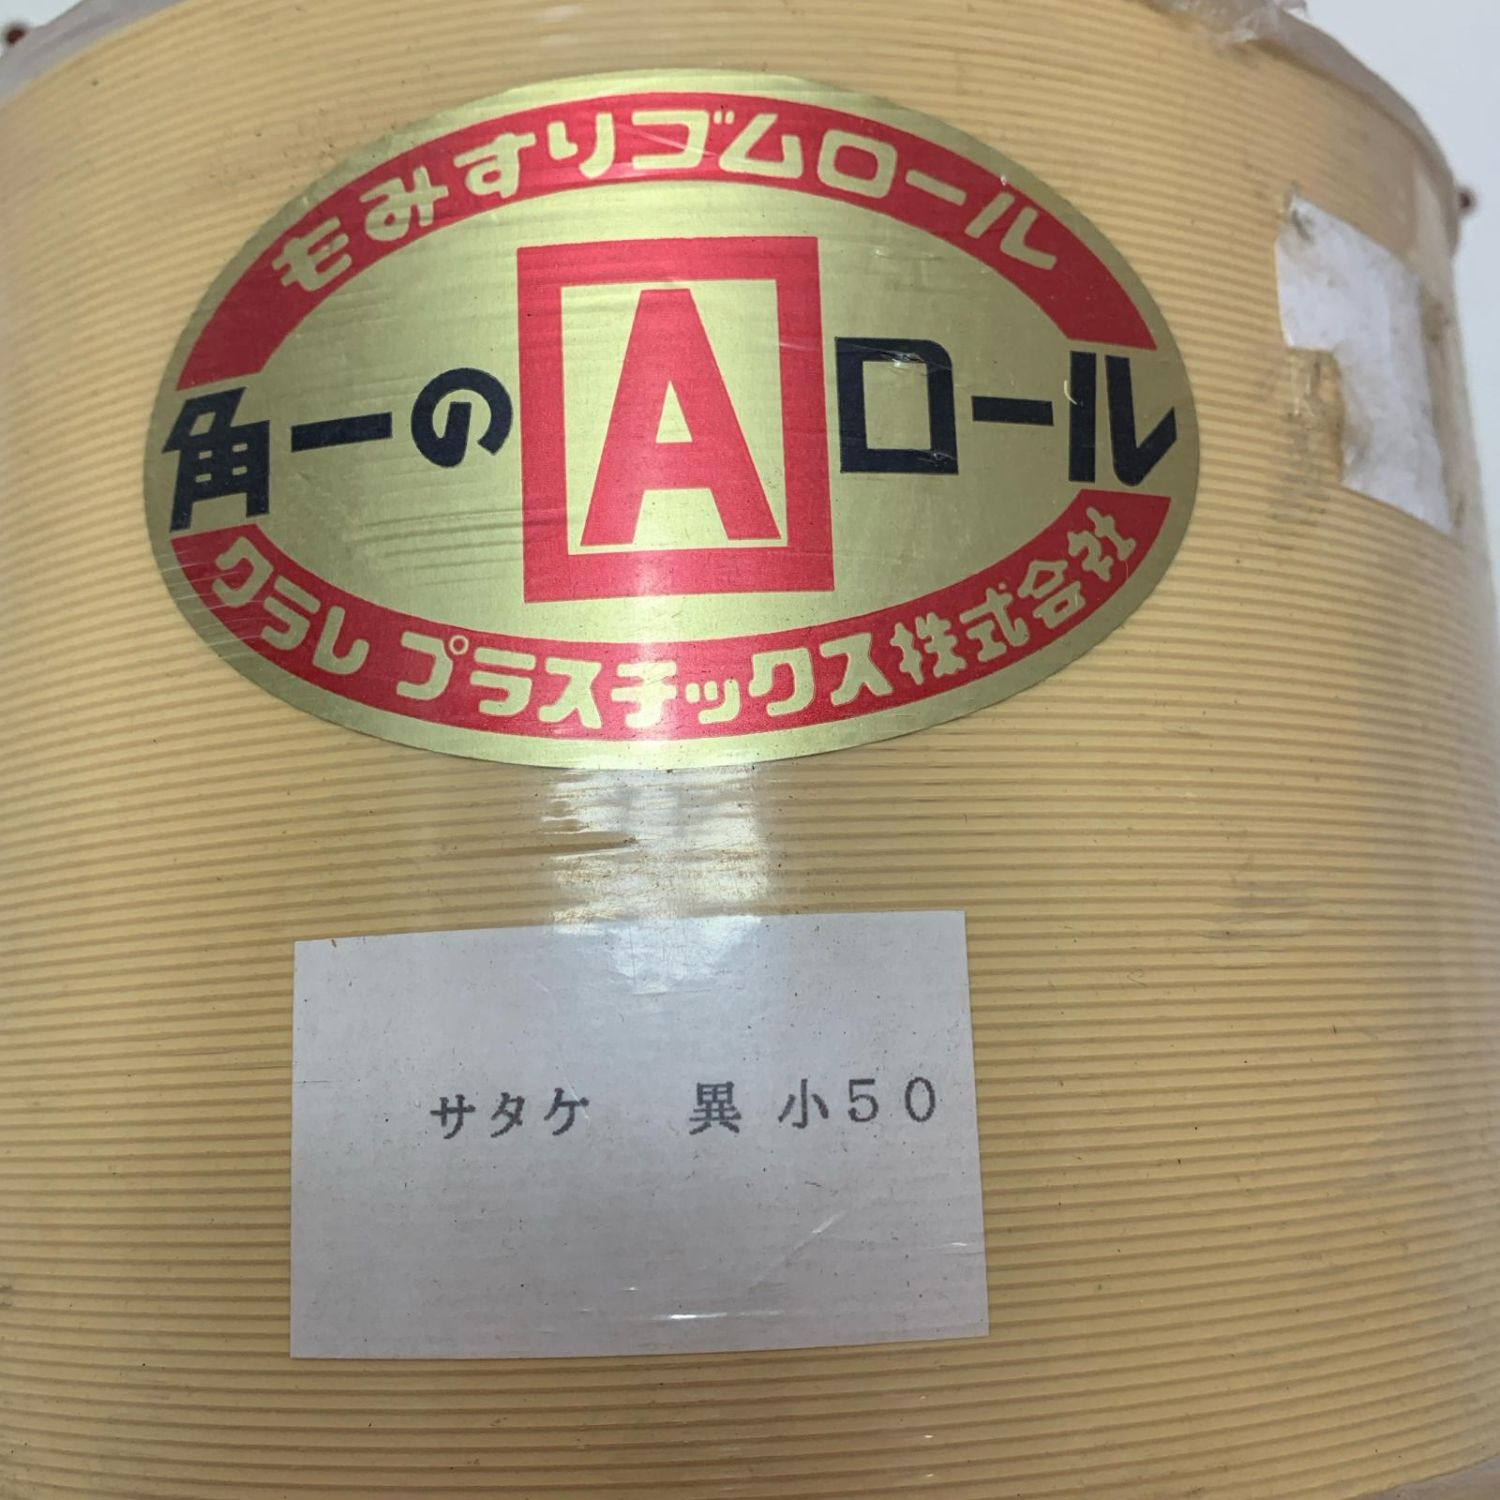 もみすりゴムロール
角一のAロール
クラレプラスチックス株式会社
サタケ 異 小50